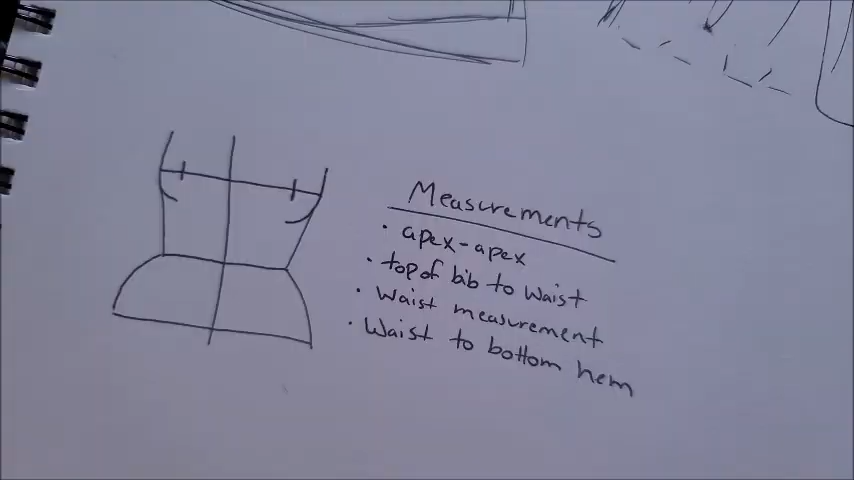 Measurements
• apex-apex
• top of bib to waist
• Waist measurement
• Waist to bottom hem